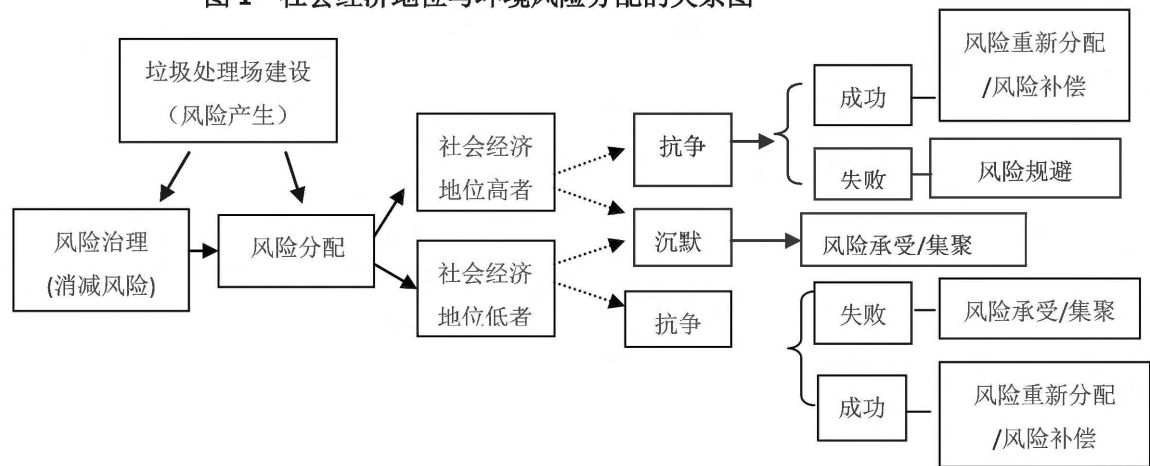 图 1 社会经济地位与环境风险分配的关系图
垃圾处理场建设
（风险产生）
风险治理
(消减风险)
风险分配
社会经济
地位高者
社会经济
地位低者
抗争
沉默
抗争
成功
风险重新分配
/风险补偿
失败
风险规避
风险承受/集聚
失败
风险承受/集聚
成功
风险重新分配
/风险补偿